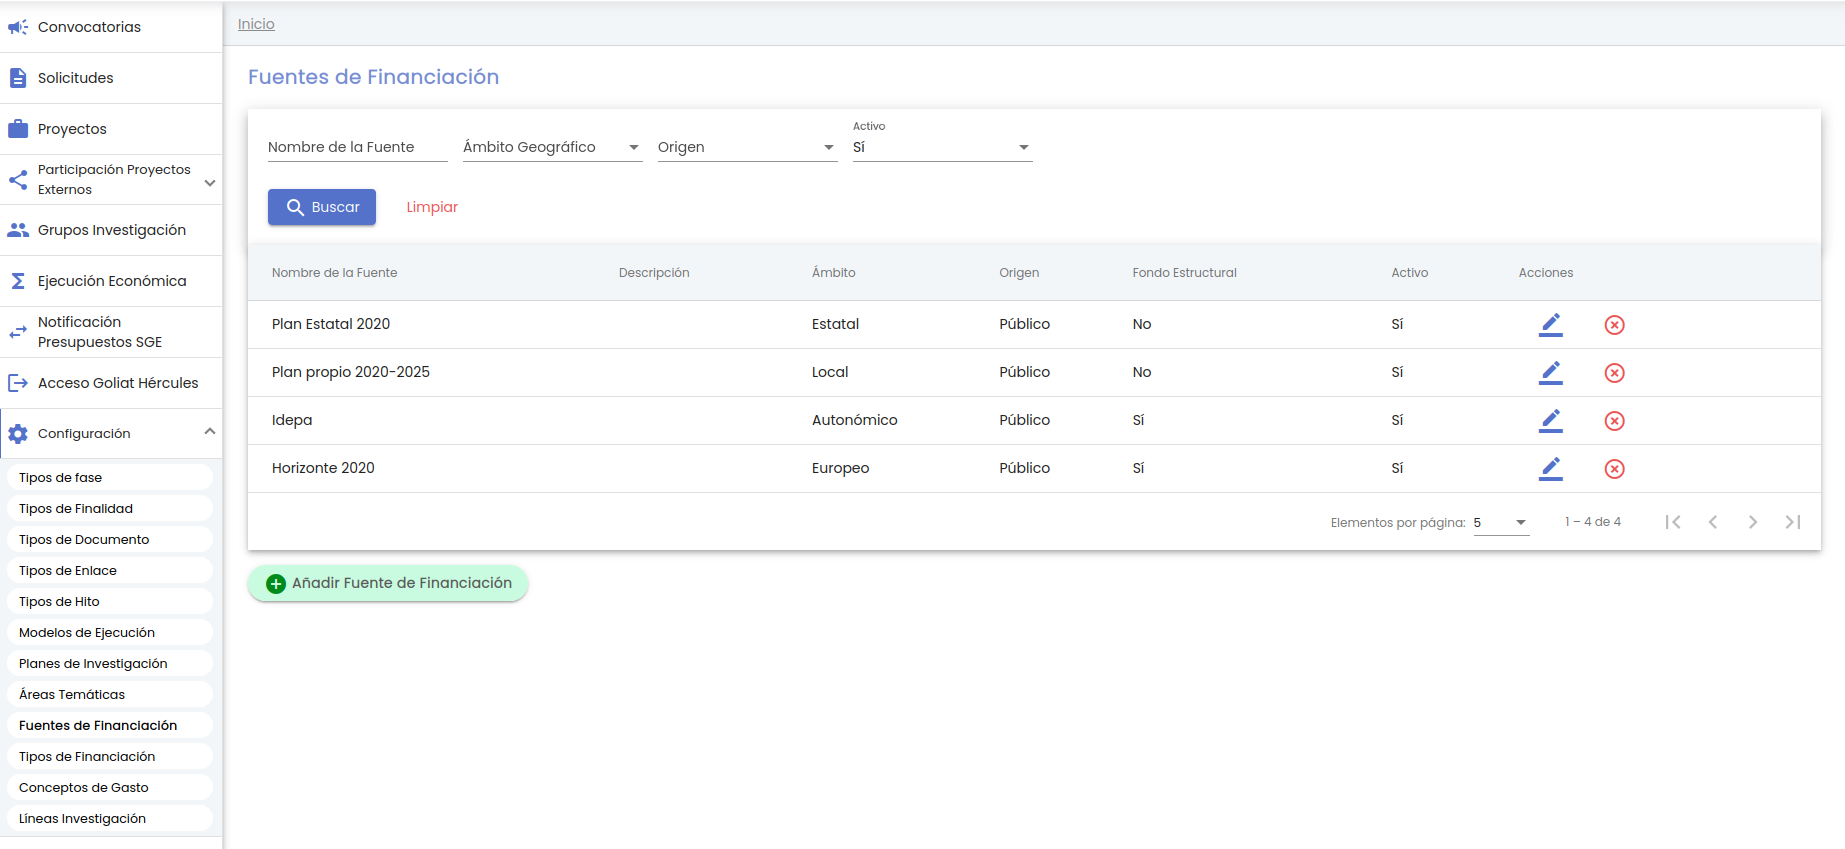 Convocatorias
Solicitudes
Proyectos
Participación Proyectos
Externos
Grupos Investigación
Ejecución Económica
Notificación
Presupuestos SGE
Acceso Goliat Hércules
Configuración
Tipos de fase
Tipos de Finalidad
Tipos de Documento
Tipos de Enlace
Tipos de Hito
Modelos de Ejecución
Planes de Investigación
Áreas Temáticas
Fuentes de Financiación
Tipos de Financiación
Conceptos de Gasto
Líneas Investigación
Inicio
Fuentes de Financiación
Activo
Nombre de la Fuente Ámbito Geográfico Origen Sí
Buscar Limpiar
Nombre de la Fuente Descripción Ámbito Origen Fondo Estructural Activo Acciones
Plan Estatal 2020 Estatal Público No Sí
Plan propio 2020-2025 Local Público No Sí
Idepa Autonómico Público Sí Sí
Horizonte 2020 Europeo Público Sí Sí
Elementos por página: 5 1 – 4 de 4
Añadir Fuente de Financiación